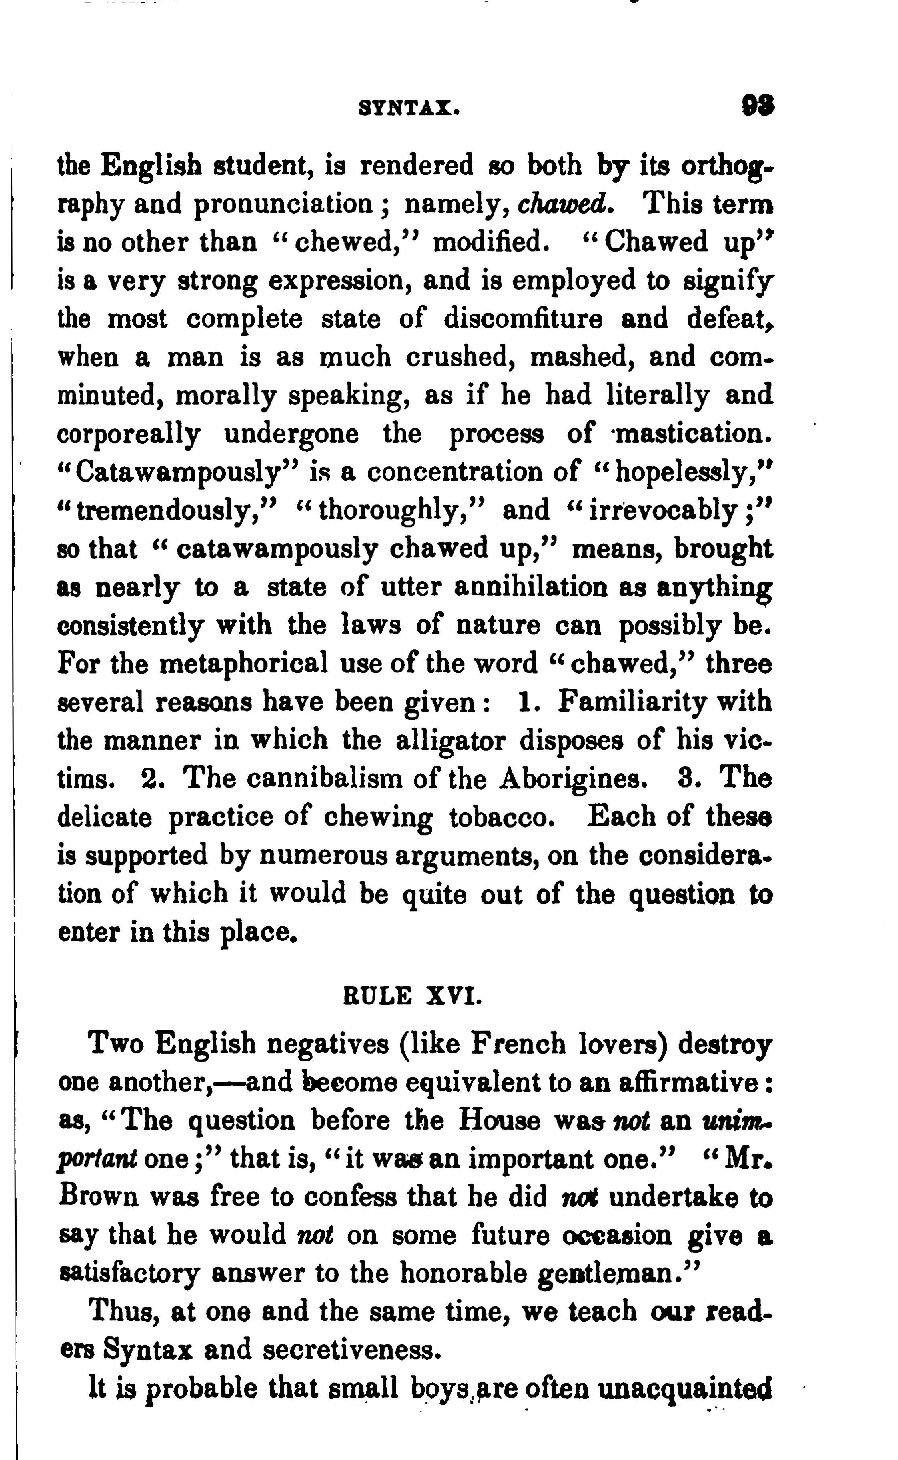 SYNTAX. 93
the English student, is rendered so both by its orthog-
raphy and pronunciation ; namely, chawed. This term
is no other than “ chewed,” modified. “ Chawed up”
is a very strong expression, and is employed to signify
the most complete state of discomfiture and defeat,
when a man is as much crushed, mashed, and com-
minuted, morally speaking, as if he had literally and
corporeally undergone the process of mastication.
“ Catawampously” is a concentration of “ hopelessly,”
“ tremendously,” “ thoroughly,” and “ irrevocably ;”
so that “ catawampously chawed up,” means, brought
as nearly to a state of utter annihilation as anything
consistently with the laws of nature can possibly be.
For the metaphorical use of the word “ chawed,” three
several reasons have been given : 1. Familiarity with
the manner in which the alligator disposes of his vic-
tims. 2. The cannibalism of the Aborigines. 3. The
delicate practice of chewing tobacco. Each of these
is supported by numerous arguments, on the considera-
tion of which it would be quite out of the question to
enter in this place.
RULE XVI.
Two English negatives (like French lovers) destroy
one another,—and become equivalent to an affirmative :
as, “ The question before the House was not an unim-
portant one ;” that is, “ it was an important one.” “ Mr.
Brown was free to confess that he did not undertake to
say that he would not on some future occasion give a
satisfactory answer to the honorable gentleman.”
Thus, at one and the same time, we teach our read-
ers Syntax and secretiveness.
It is probable that small boys are often unacquainted